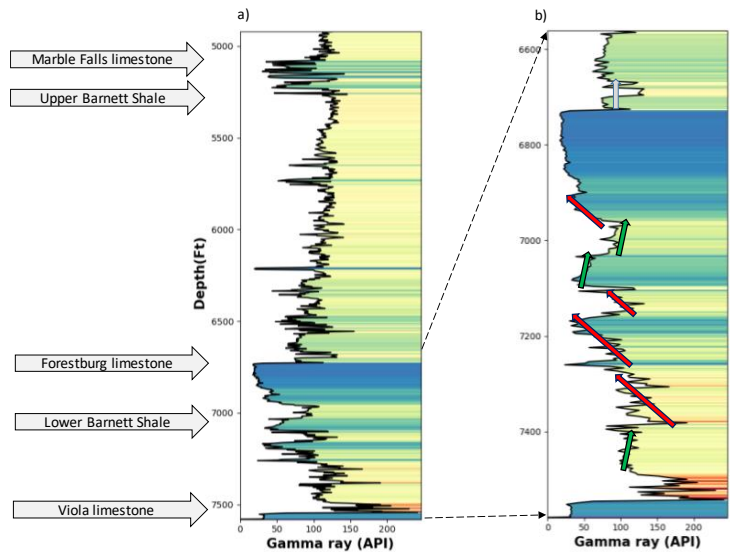 a)
b)
Marble Falls limestone
Upper Barnett Shale
Forestburg limestone
Lower Barnett Shale
Viola limestone
Depth(Ft)
5000
5500
6000
6500
7000
7500
0 50 100 150 200
Gamma ray (API)
6600
6800
7000
7200
7400
0 50 100 150 200
Gamma ray (API)